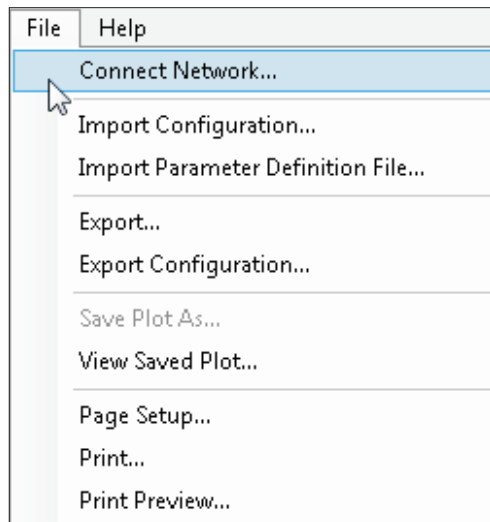 File Help
Connect Network...
Import Configuration...
Import Parameter Definition File...
Export...
Export Configuration...
Save Plot As...
View Saved Plot...
Page Setup...
Print...
Print Preview...